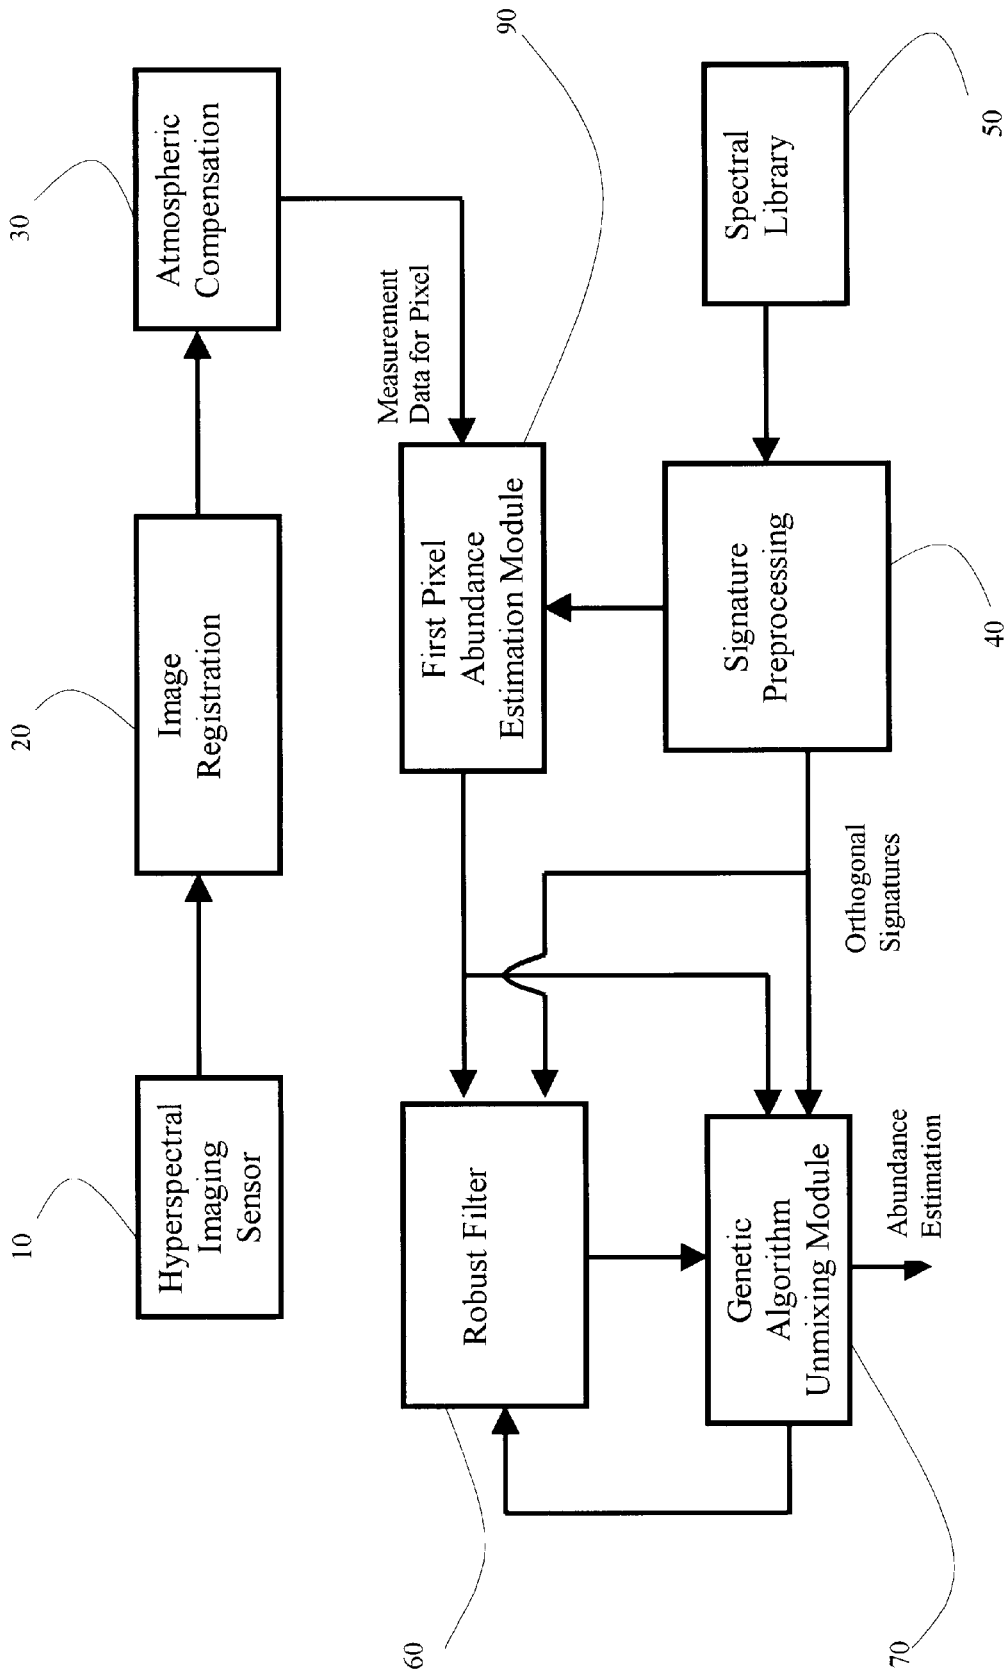 10
Hyperspectral
Imaging
Sensor
20
Image
Registration
30
Atmospheric
Compensation
Measurement
Data for Pixel
90
First Pixel
Abundance
Estimation Module
60
Robust Filter
50
Spectral
Library
40
Signature
Preprocessing
Orthogonal
Signatures
70
Genetic
Algorithm
Unmixing Module
Abundance
Estimation